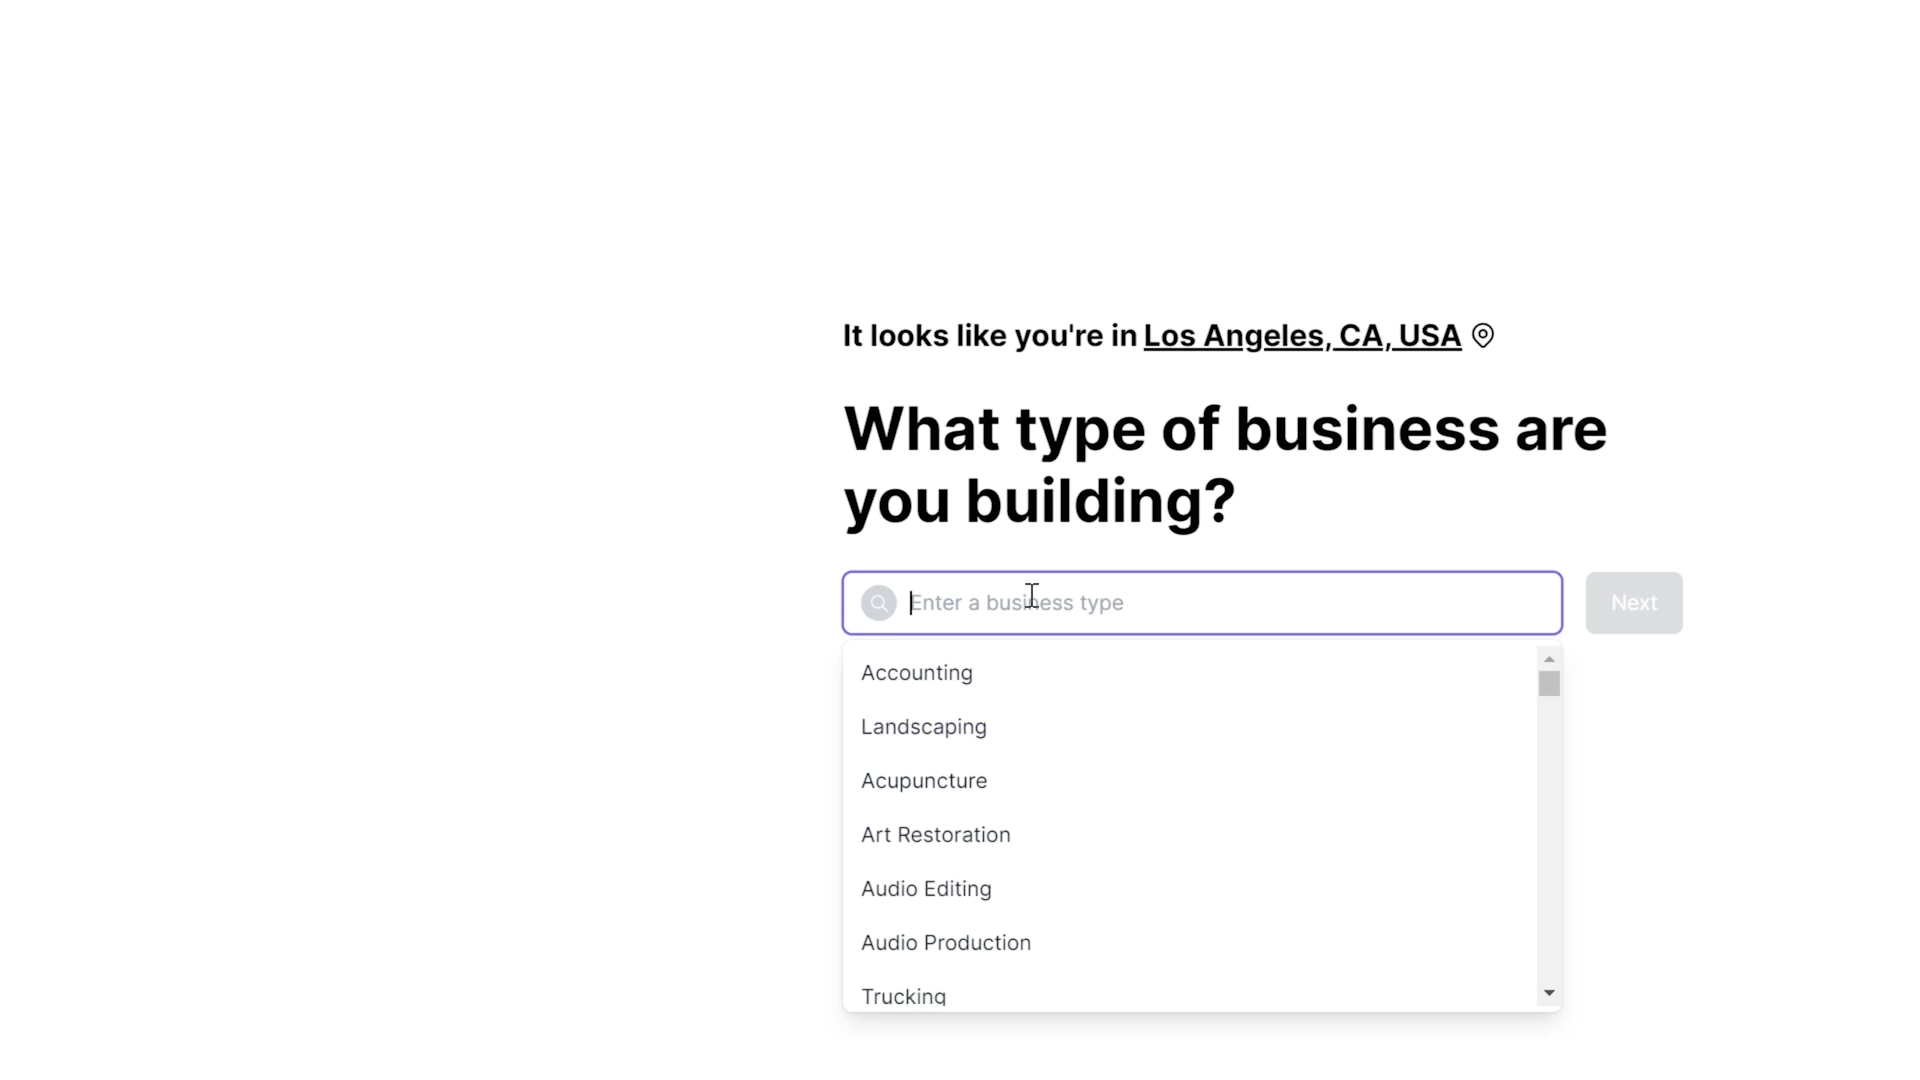 It looks like you're in Los Angeles, CA, USA
What type of business are
you building?
Enter a business type
Next
Accounting
Landscaping
Acupuncture
Art Restoration
Audio Editing
Audio Production
Trucking